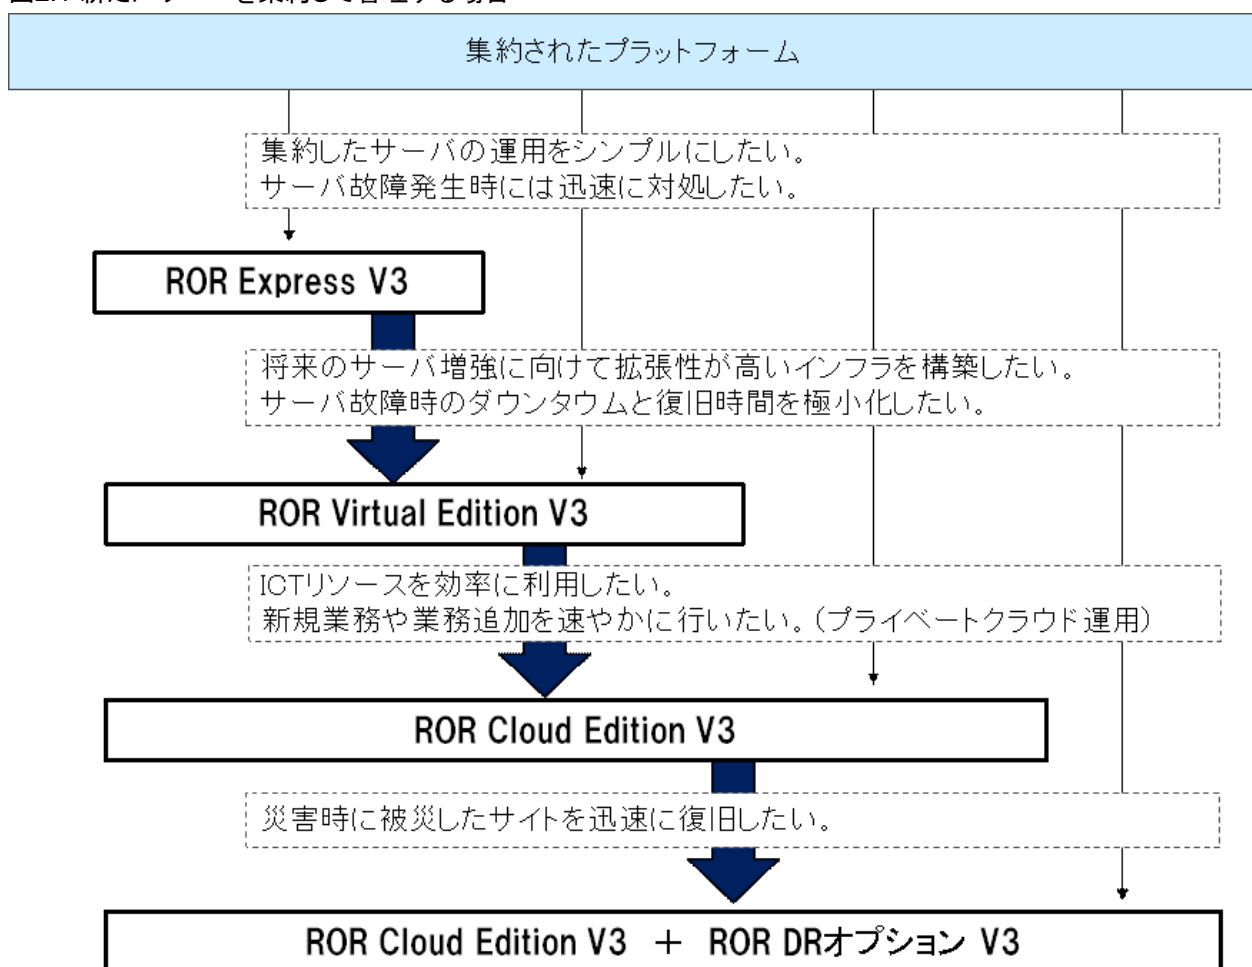 集約されたプラットフォーム
集約したサーバの運用をシンプルにしたい。
サーバ故障発生時には迅速に対処したい。
ROR Express V3
将来のサーバ増強に向けて拡張性が高いインフラを構築したい。
サーバ故障時のダウンタウムと復旧時間を極小化したい。
ROR Virtual Edition V3
ICTリソースを効率に利用したい。
新規業務や業務追加を速やかに行いたい。（プライベートクラウド運用）
ROR Cloud Edition V3
災害時に被災したサイトを迅速に復旧したい。
ROR Cloud Edition V3 ＋ ROR DRオプション V3